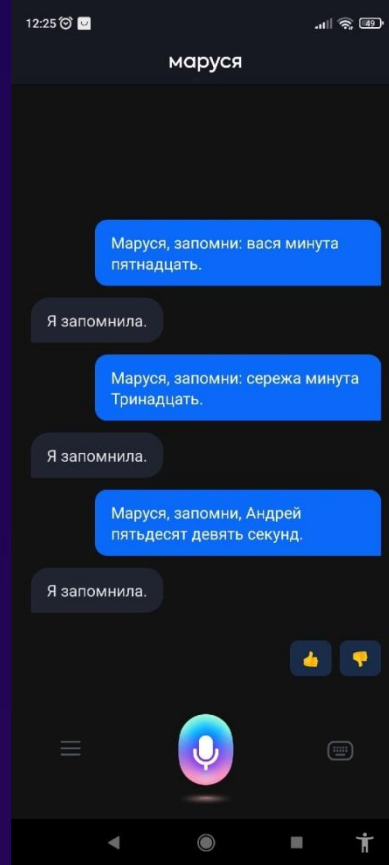 12:25
49
маруся
Маруся, запомни: вася минута
пятнадцать.
Я запомнила.
Маруся, запомни: сережа минута
Тринадцать.
Я запомнила.
Маруся, запомни, Андрей
пятьдесят девять секунд.
Я запомнила.